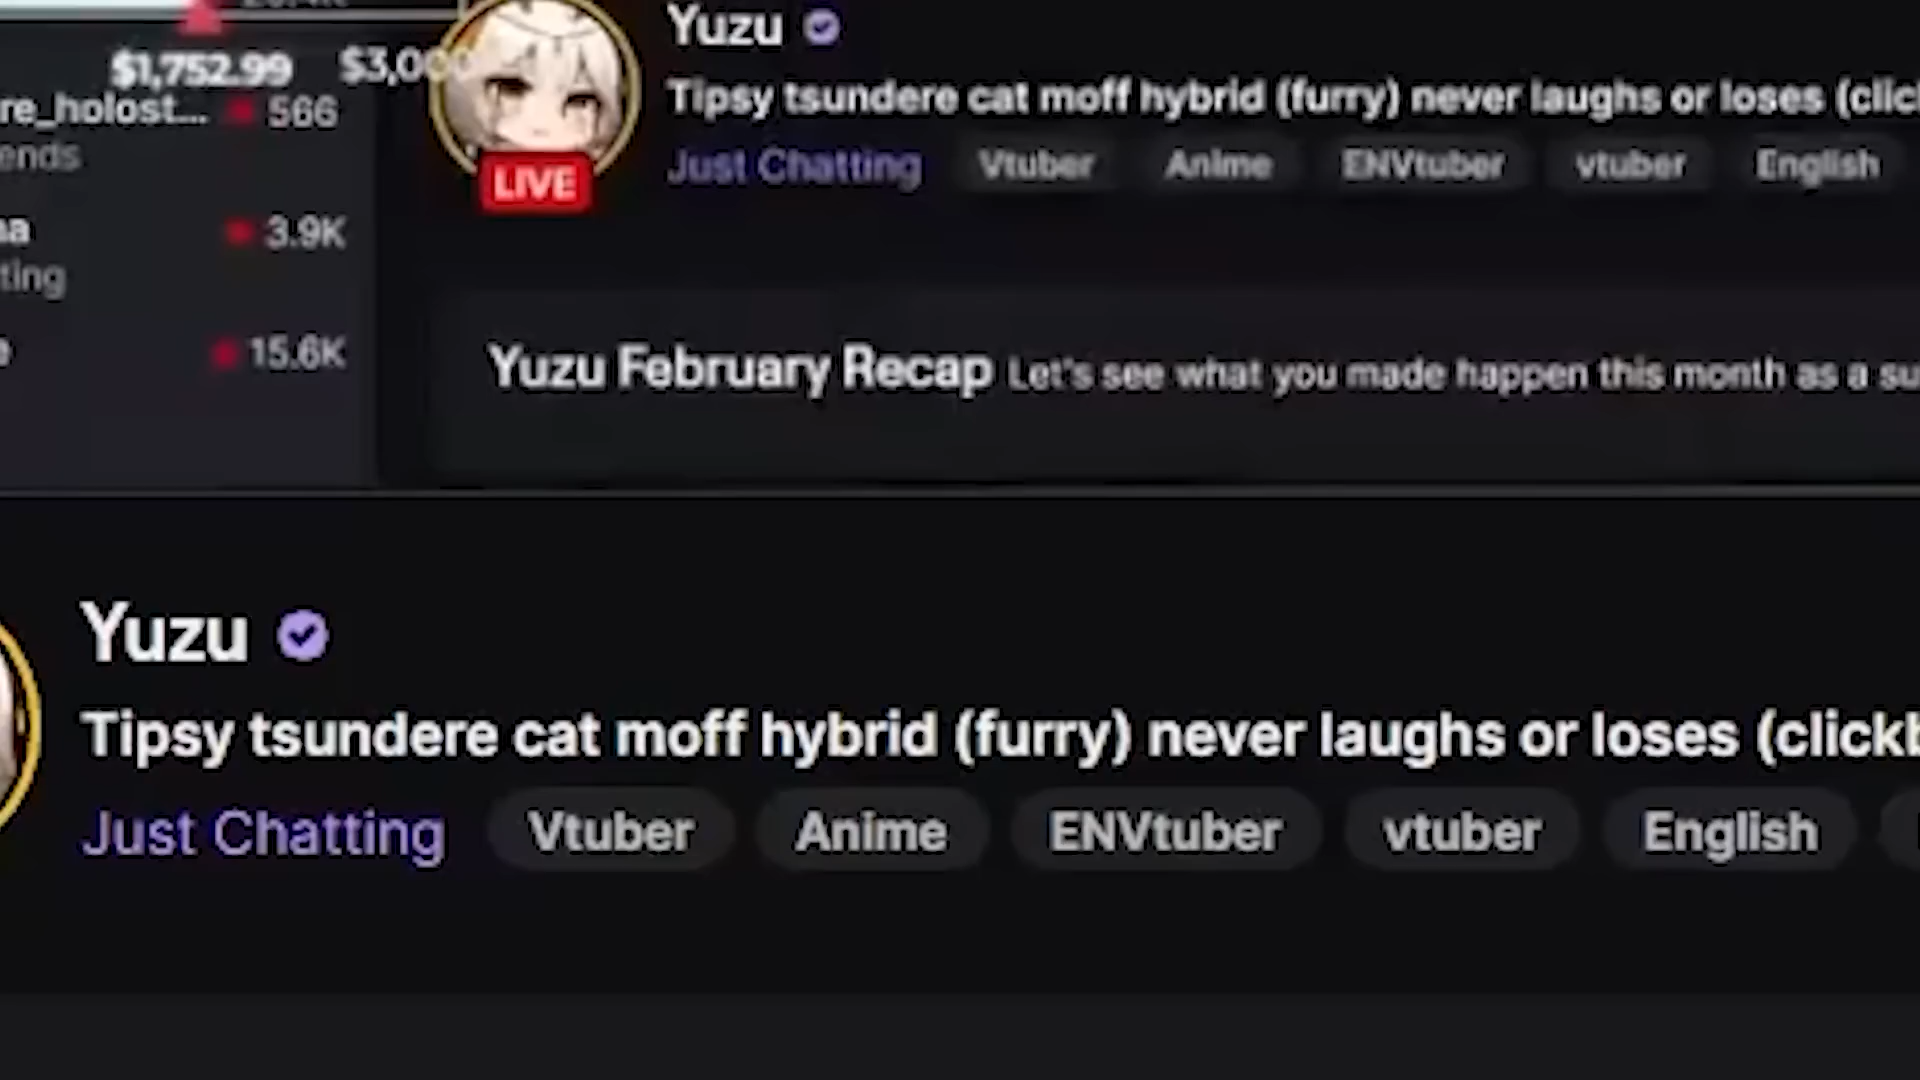 $1,752.99
re_holost... 566
ends
3.9K
ting
15.6K
Yuzu
Tipsy tsundere cat moff hybrid (furry) never laughs or loses
LIVE
Just Chatting Vtuber Anime ENVtuber vtuber English
Yuzu February Recap Let's see what you made happen this month as a
Yuzu
Tipsy tsundere cat moff hybrid (furry) never laughs or loses
Just Chatting Vtuber Anime ENVtuber vtuber English